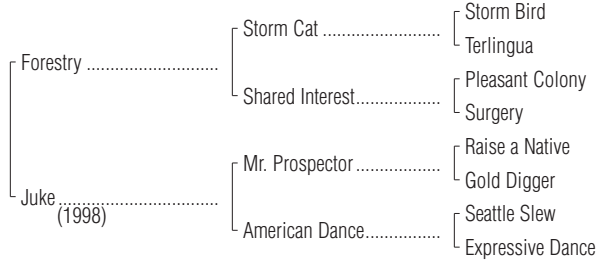 Storm Bird
Storm Cat ........................
Terlingua
Forestry ...........................
Pleasant Colony
Shared Interest.................
Surgery
Raise a Native
Mr. Prospector .................
Gold Digger
Juke .................................
(1998)
Seattle Slew
American Dance...............
Expressive Dance